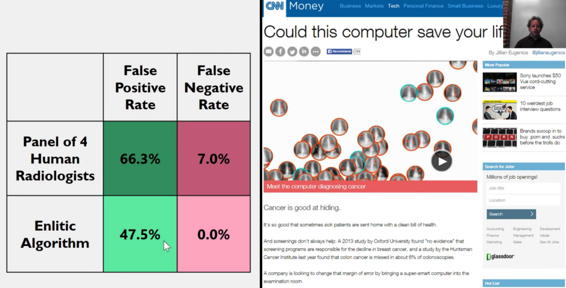 False
Positive
Rate
False
Negative
Rate
Panel of 4
Human
Radiologists
66.3%
7.0%
Enlitic
Algorithm
47.5%
0.0%
CNN Money
Business Markets Tech Personal Finance Small Business Luxury
Could this computer save your lif
By Jilian Eugenios @jilianeugenios
Recommend
Meet the computer diagnosing cancer
Cancer is good at hiding.
It's so good that sometimes sick patients are sent home with a clean bill of health.
And screenings don't always help. A 2013 study by Oxford University found "no evidence" that
screening programs are responsible for the decline in breast cancer, and a study by the Huntsman
Cancer Institute last year found that colon cancer is missed in about 6% of colonoscopies.
A company is looking to change that margin of error by bringing a super-smart computer into the
examination room.
Most Popular
Sony launches $50
Vue cord-cutting
service
10 weirdest job
interview questions
Brands swoop in to
buy .porn and .sucks
before the trolls do
Search for Jobs
Millions of job openings!
Job title
Location
Search
Accounting Engineering Development
Finance Management Media
Marketing Sales See All Jobs
glassdoor
Hot List